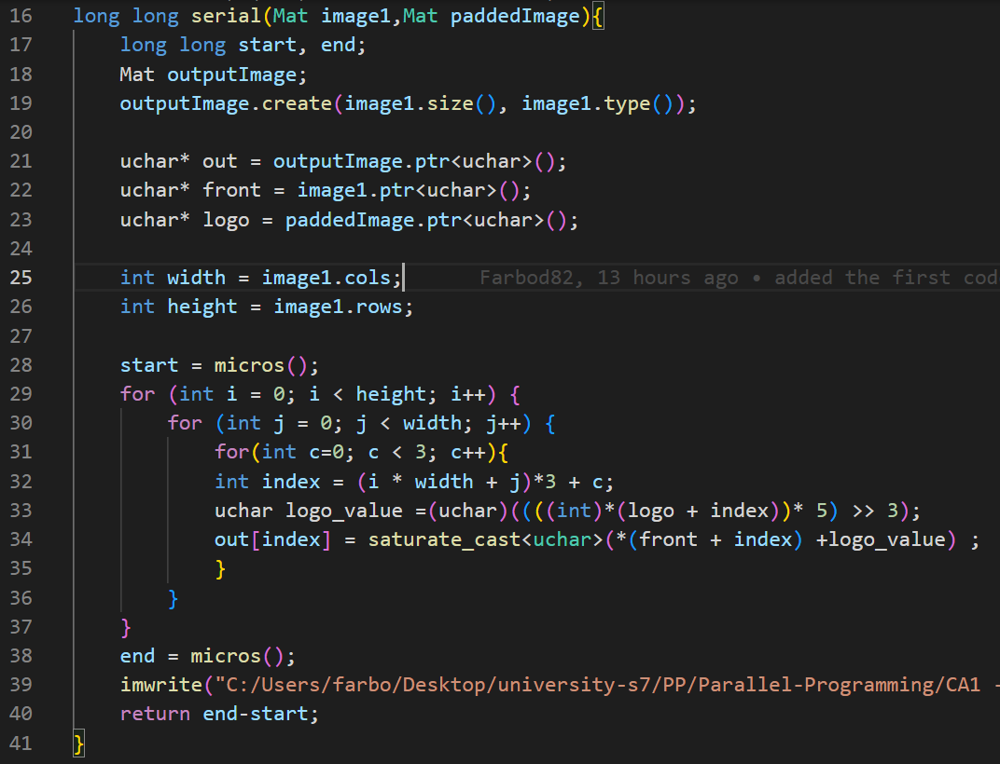 16 long long serial(Mat image1,Mat paddedImage){
17     long long start, end;
18     Mat outputImage;
19     outputImage.create(image1.size(), image1.type());
20
21     uchar* out = outputImage.ptr<uchar>();
22     uchar* front = image1.ptr<uchar>();
23     uchar* logo = paddedImage.ptr<uchar>();
24
25     int width = image1.cols;     Farbod82, 13 hours ago • added the first cod
26     int height = image1.rows;
27
28     start = micros();
29     for (int i = 0; i < height; i++) {
30         for (int j = 0; j < width; j++) {
31             for(int c=0; c < 3; c++){
32             int index = (i * width + j)*3 + c;
33             uchar logo_value =(uchar)((((int)*(logo + index))* 5) >> 3);
34             out[index] = saturate_cast<uchar>(*(front + index) +logo_value) ;
35             }
36         }
37     }
38     end = micros();
39     imwrite("C:/Users/farbo/Desktop/university-s7/PP/Parallel-Programming/CA1 -
40     return end-start;
41 }